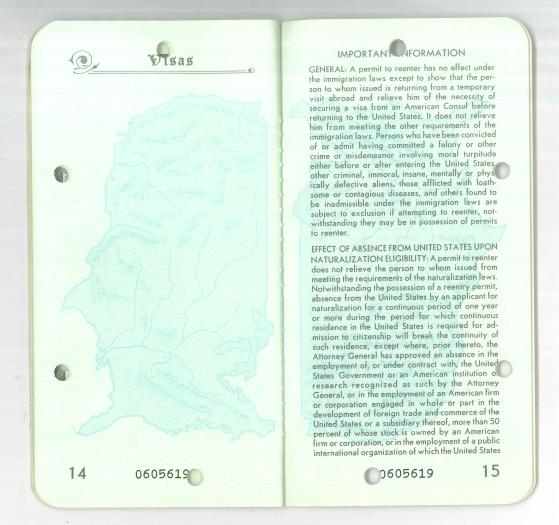 Visas
14
0605619
IMPORTANT INFORMATION
GENERAL: A permit to reenter has no effect under
the immigration laws except to show that the per-
son to whom issued is returning from a temporary
visit abroad and relieve him of the necessity of
securing a visa from an American Consul before
returning to the United States. It does not relieve
him from meeting the other requirements of the
immigration laws. Persons who have been convicted
of or admit having committed a felony or other
crime or misdemeanor involving moral turpitude
either before or after entering the United States,
other criminal, immoral, insane, mentally or phys-
ically defective aliens, those afflicted with loath-
some or contagious diseases, and others found to
be inadmissible under the immigration laws are
subject to exclusion if attempting to reenter, not-
withstanding they may be in possession of permits
to reenter.
EFFECT OF ABSENCE FROM UNITED STATES UPON
NATURALIZATION ELIGIBILITY: A permit to reenter
does not relieve the person to whom issued from
meeting the requirements of the naturalization laws.
Notwithstanding the possession of a reentry permit,
absence from the United States by an applicant for
naturalization for a continuous period of one year
or more during the period for which continuous
residence in the United States is required for ad-
mission to citizenship will break the continuity of
such residence, except where, prior thereto, the
Attorney General has approved an absence in the
employment of, or under contract with, the United
States Government or an American institution of
research recognized as such by the Attorney
General, or in the employment of an American firm
or corporation engaged in whole or part in the
development of foreign trade and commerce of the
United States or a subsidiary thereof, more than 50
percent of whose stock is owned by an American
firm or corporation, or in the employment of a public
international organization of which the United States
0605619
15